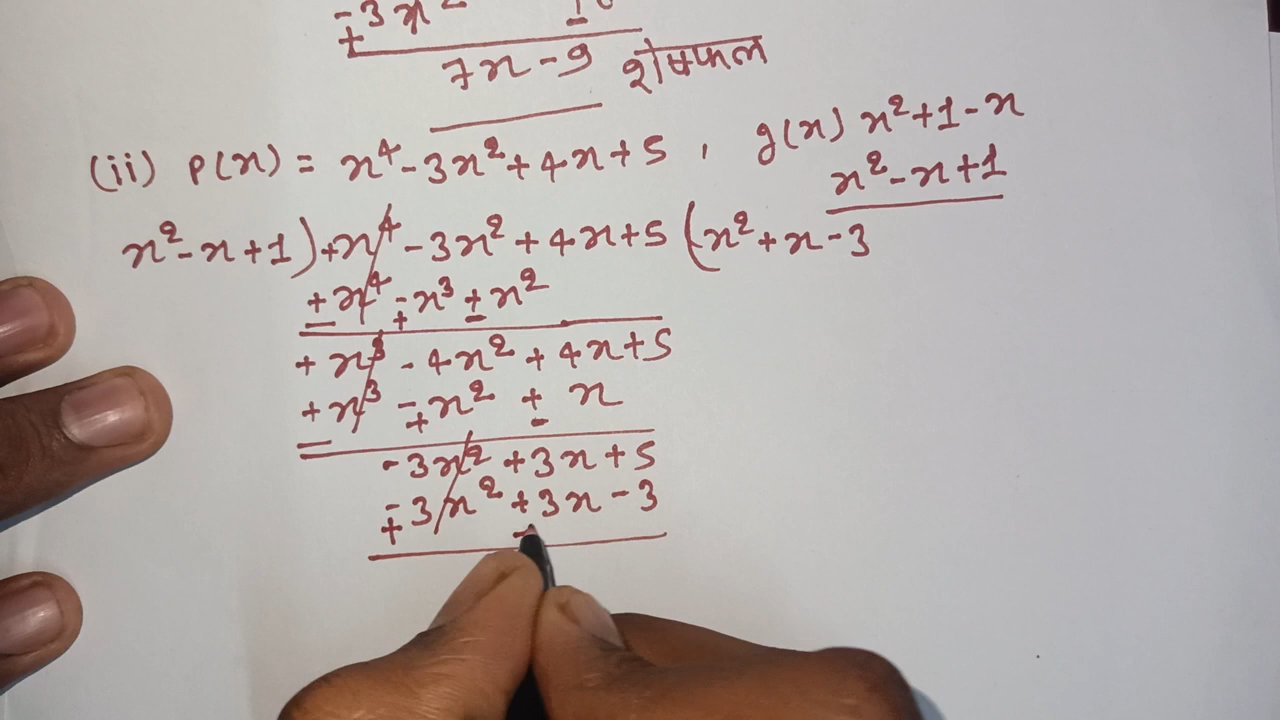 -3x²
+
7x - 9 शेषफल
(ii) P(x) = x⁴ - 3x² + 4x + 5 , g(x) x² + 1 - x
x² - x + 1
x² - x + 1 ) + x⁴ - 3x² + 4x + 5 ( x² + x - 3
+ x⁴ - x³ + x²
- + -
+ x³ - 4x² + 4x + 5
+ x³ - x² + x
- + -
-3x² + 3x + 5
-3x² + 3x - 3
+ -